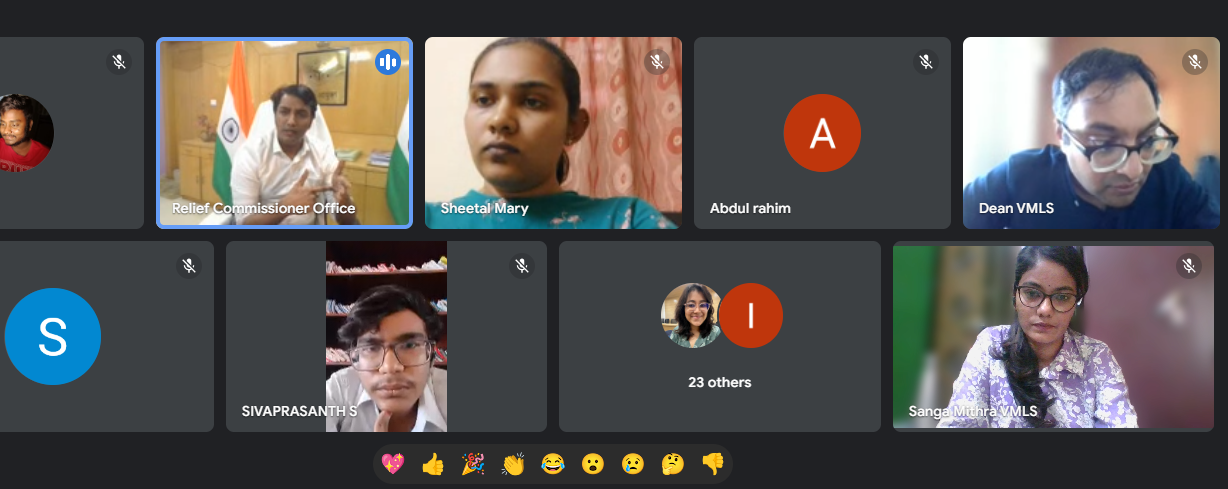 Relief Commissioner Office
Sheetal Mary
A
Abdul rahim
Dean VMLS
S
SIVAPRASANTH S
I
23 others
Sanga Mithra VMLS